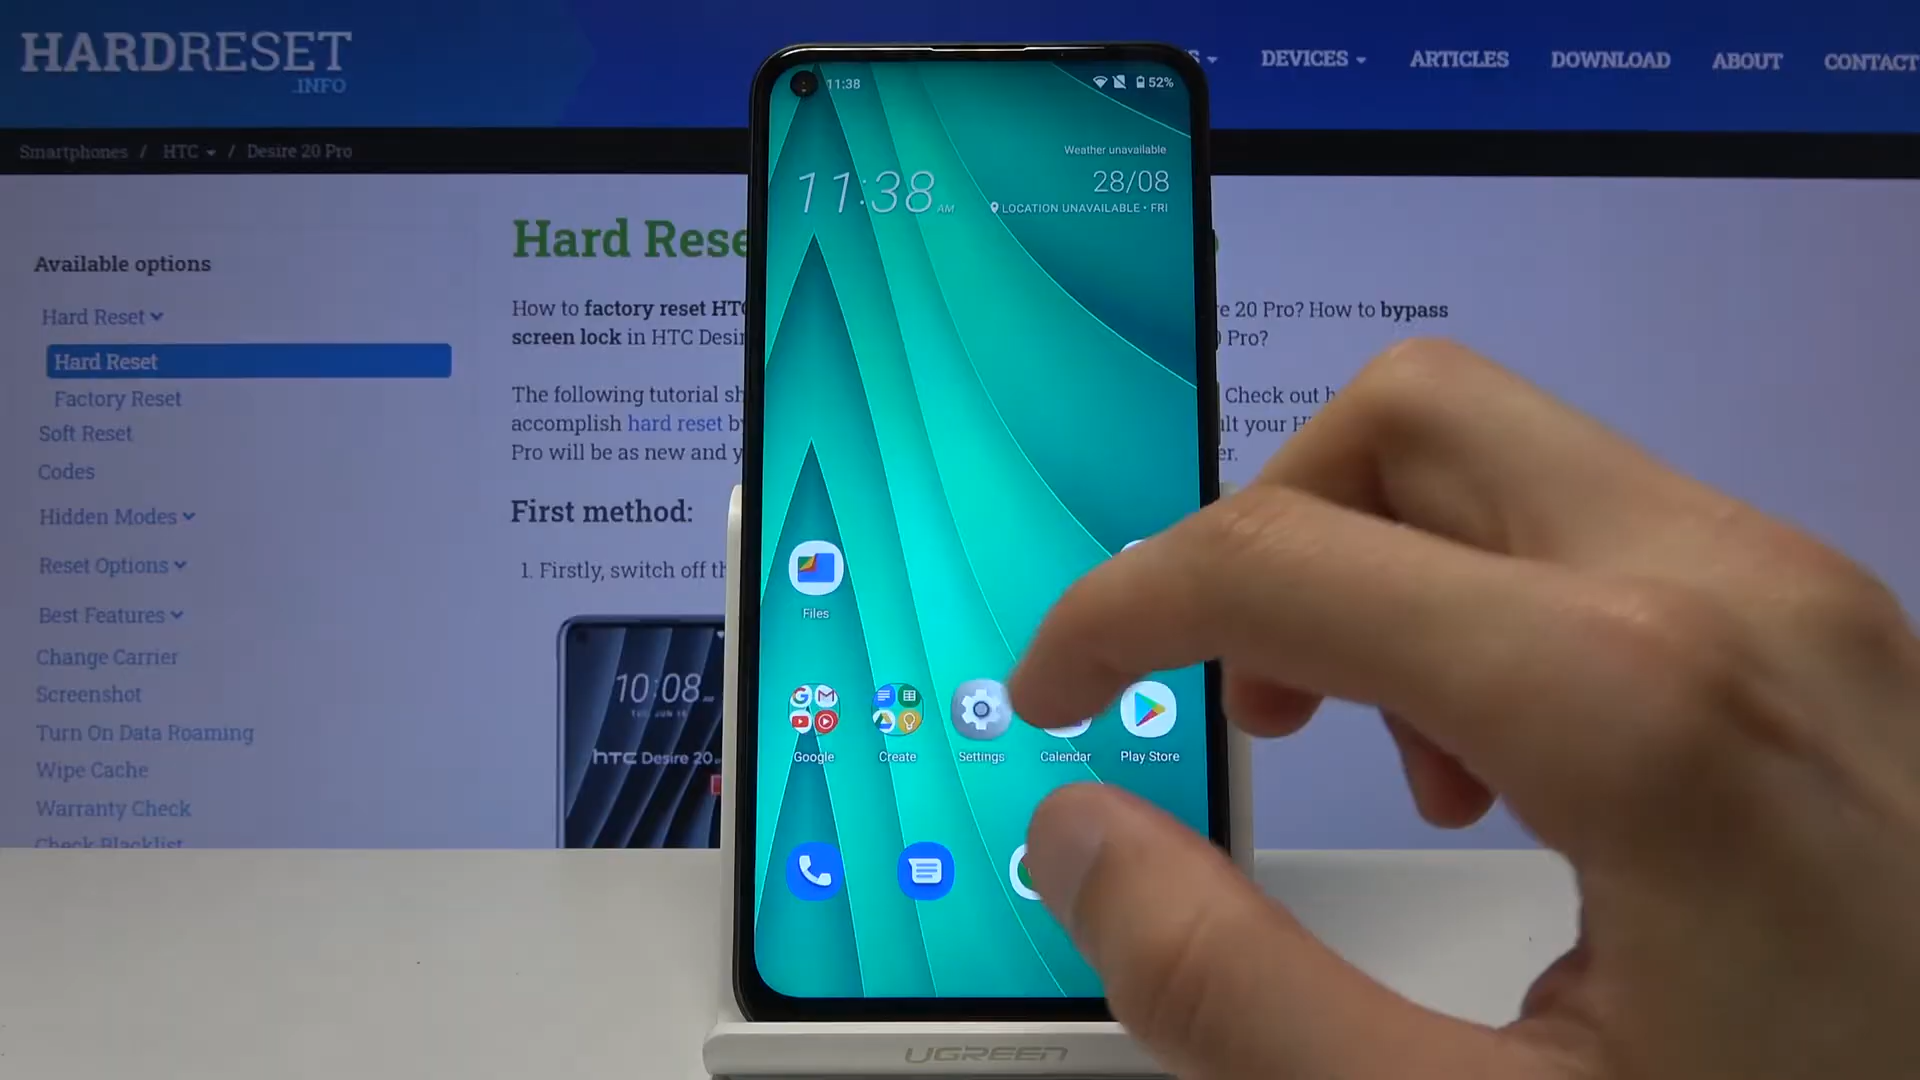 HARDRESET
.INFO
DEVICES
ARTICLES
DOWNLOAD
ABOUT
CONTACT
Smartphones / HTC / Desire 20 Pro
Available options
Hard Reset
Hard Reset
Factory Reset
Soft Reset
Codes
Hidden Modes
Reset Options
Best Features
Change Carrier
Screenshot
Turn On Data Roaming
Wipe Cache
Warranty Check
Check Blacklist
Hard Rese
How to factory reset HTC
20 Pro? How to bypass
screen lock in HTC Desir
Pro?
The following tutorial sh
Check out h
accomplish hard reset b
ult your H
Pro will be as new and y
er.
First method:
1. Firstly, switch off th
10:08
htc Desire 20
11:38
52%
Weather unavailable
11:38 AM
28/08
LOCATION UNAVAILABLE • FRI
Files
Google
Create
Settings
Calendar
Play Store
UGREEN